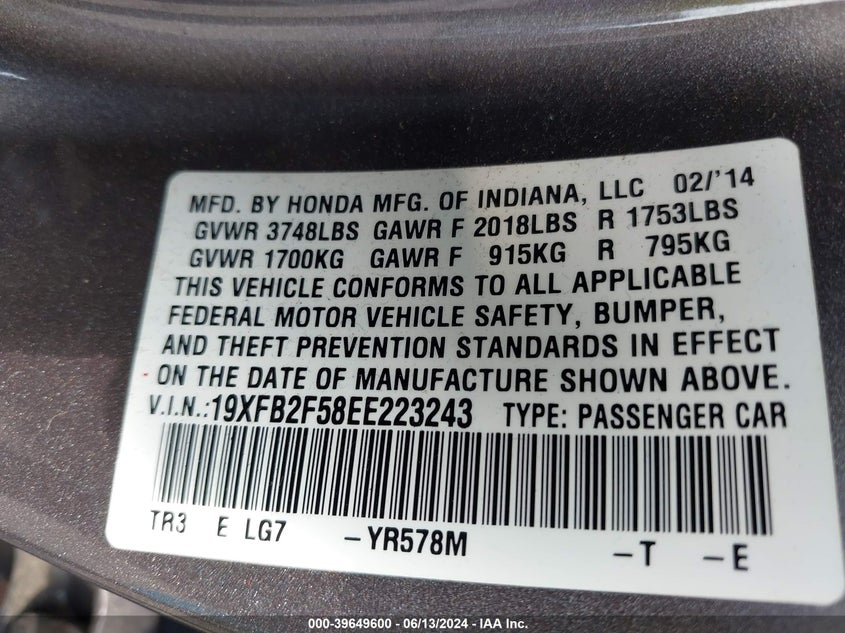 MFD. BY HONDA MFG. OF INDIANA, LLC 02/'14
GVWR 3748LBS GAWR F 2018LBS R 1753LBS
GVWR 1700KG GAWR F 915KG R 795KG
THIS VEHICLE CONFORMS TO ALL APPLICABLE
FEDERAL MOTOR VEHICLE SAFETY, BUMPER,
AND THEFT PREVENTION STANDARDS IN EFFECT
ON THE DATE OF MANUFACTURE SHOWN ABOVE.
V.I.N.:19XFB2F58EE223243 TYPE: PASSENGER CAR
TR3 E LG7 -YR578M -T -E
000-39649600 - 06/13/2024 - IAA Inc.